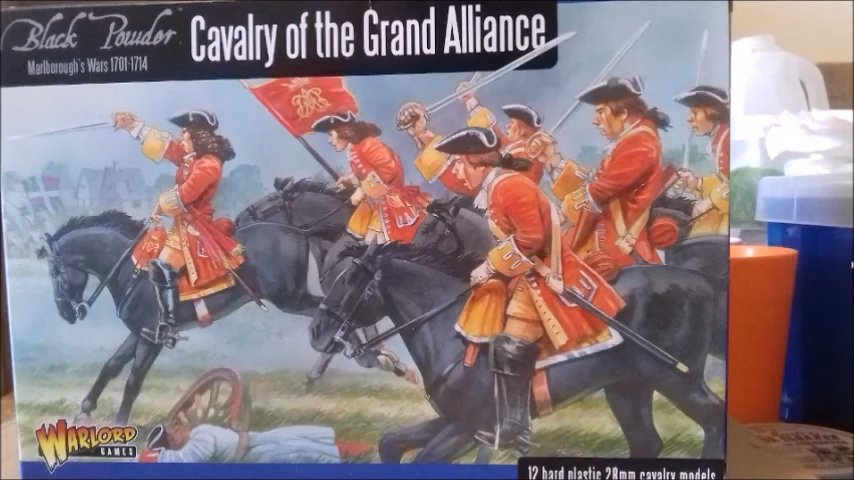 Black Powder
Marlborough's Wars 1701-1714
Cavalry of the Grand Alliance
WARLORD
GAMES
12 hard plastic 28mm cavalry models